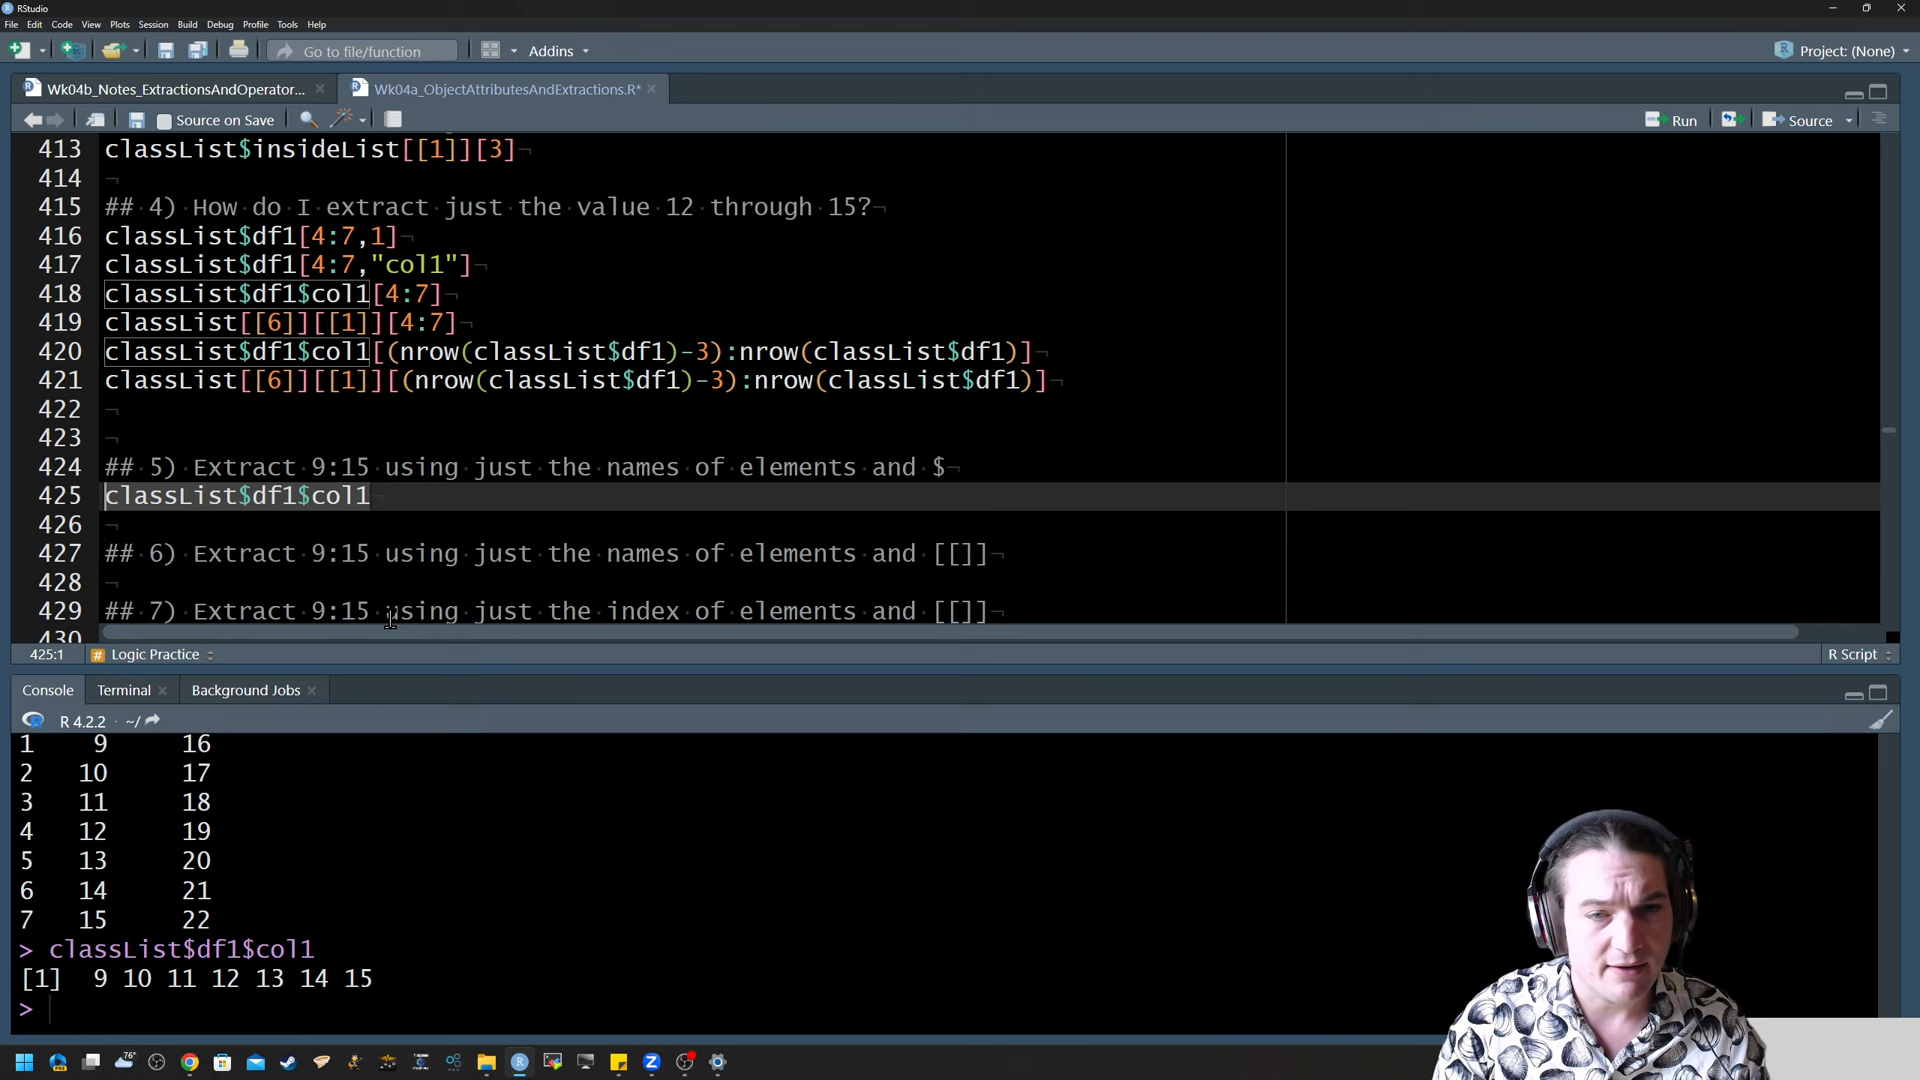 RStudio
File Edit Code View Plots Session Build Debug Profile Tools Help
Go to file/function Addins Project: (None)
Wk04b_Notes_ExtractionsAndOperator... Wk04a_ObjectAttributesAndExtractions.R*
Source on Save Run Source
413 classList$insideList[[1]][3]
414
415 ## 4) How do I extract just the value 12 through 15?
416 classList$df1[4:7,1]
417 classList$df1[4:7,"col1"]
418 classList$df1$col1[4:7]
419 classList[[6]][[1]][4:7]
420 classList$df1$col1[(nrow(classList$df1)-3):nrow(classList$df1)]
421 classList[[6]][[1]][(nrow(classList$df1)-3):nrow(classList$df1)]
422
423
424 ## 5) Extract 9:15 using just the names of elements and $
425 classList$df1$col1
426
427 ## 6) Extract 9:15 using just the names of elements and [[]]
428
429 ## 7) Extract 9:15 using just the index of elements and [[]]
430
425:1 # Logic Practice R Script
Console Terminal Background Jobs
R 4.2.2 · ~/
1 9 16
2 10 17
3 11 18
4 12 19
5 13 20
6 14 21
7 15 22
> classList$df1$col1
[1] 9 10 11 12 13 14 15
>
76°